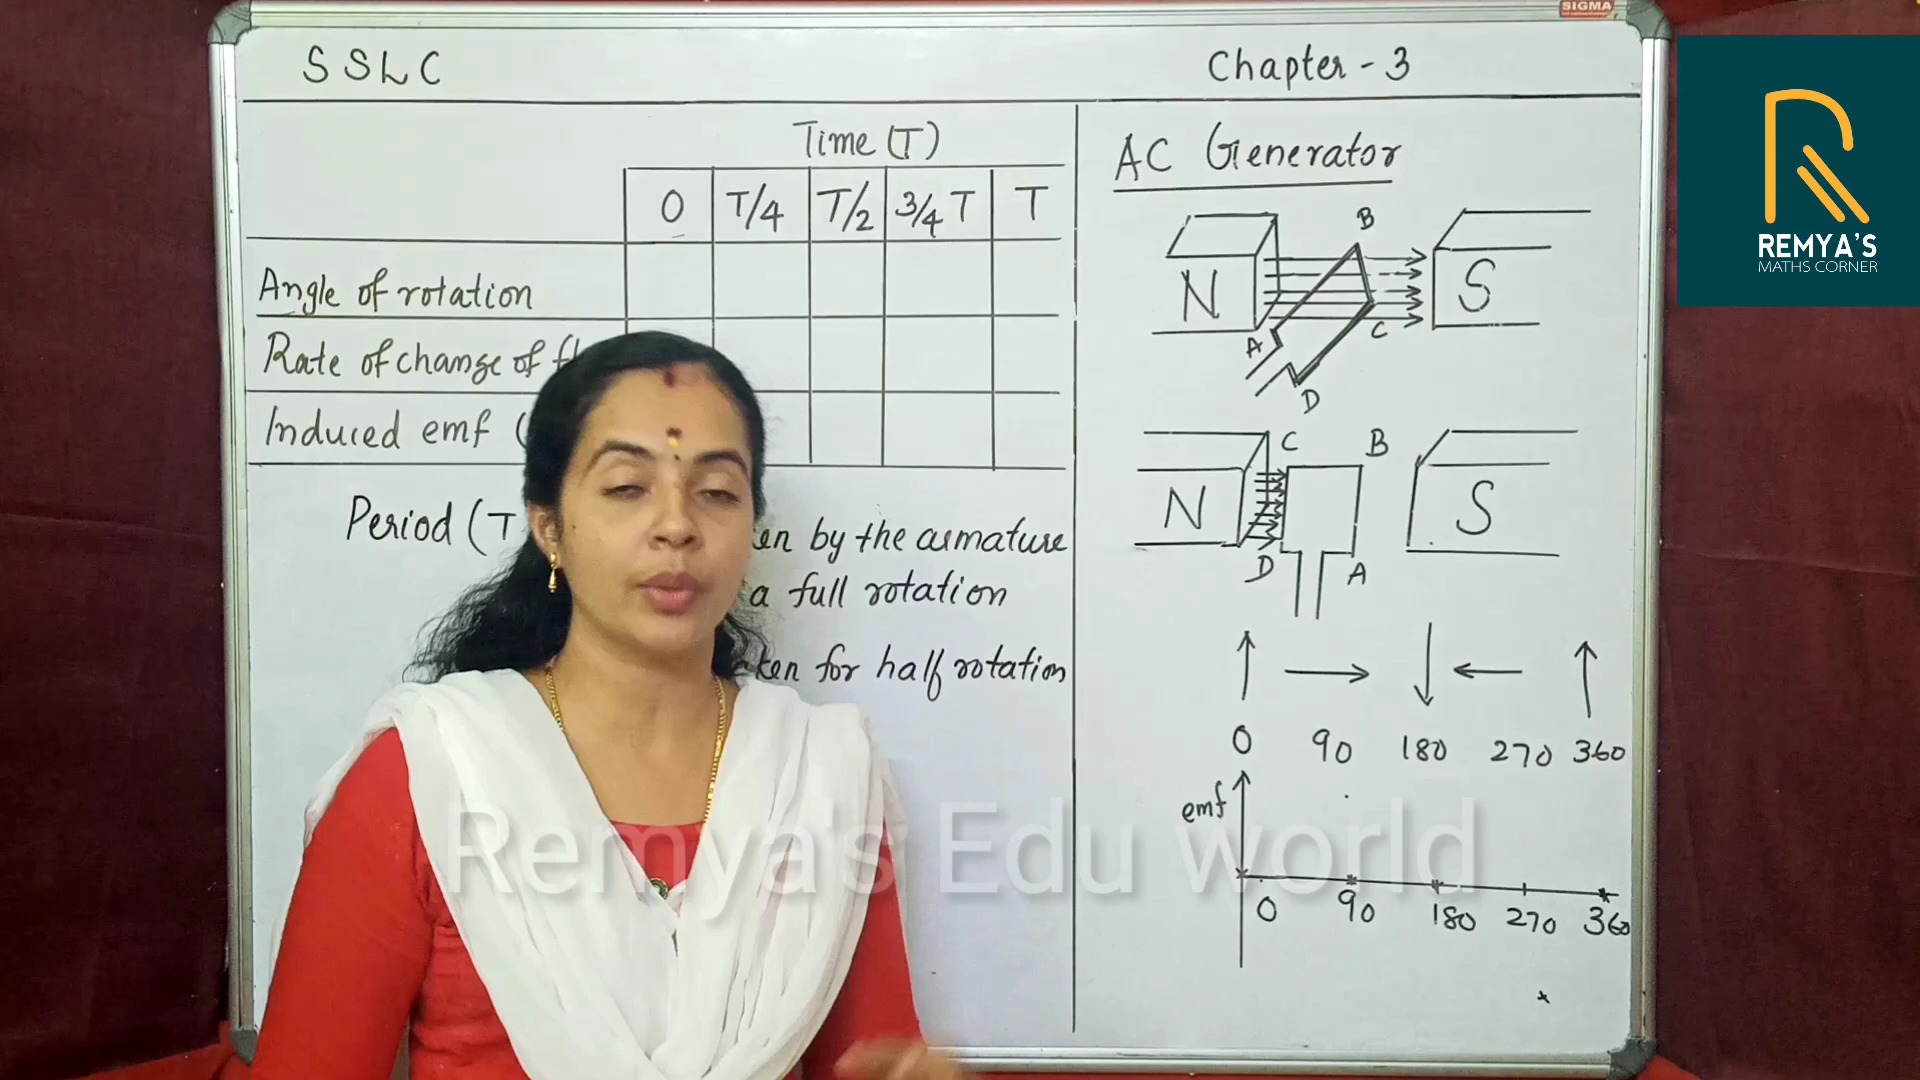 SIGMA
SSLC
Chapter - 3
Time (T)
0 T/4 T/2 3/4 T T
Angle of rotation
Rate of change of
Induced emf (
Period (T
by the armature
a full rotation
for half rotation
AC Generator
B
N S
A C
D
C B
N S
D A
0 90 180 270 360
emf
0 90 180 270 360
REMYA'S
MATHS CORNER
Remya's Edu world